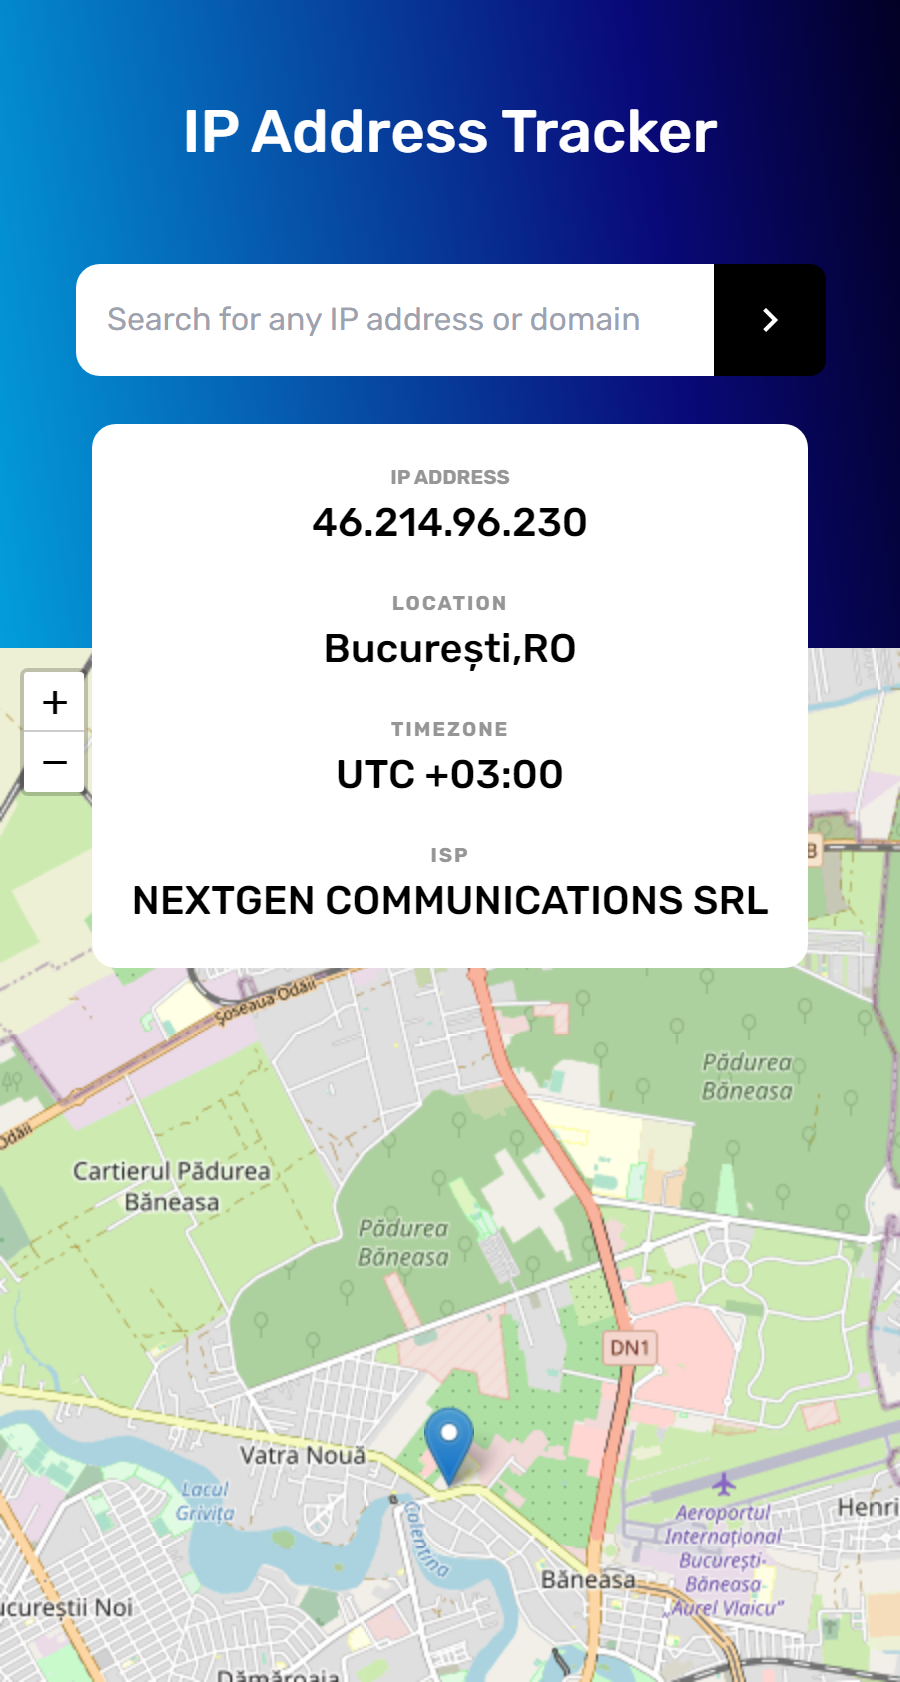 IP Address Tracker
Search for any IP address or domain
IP ADDRESS
46.214.96.230
LOCATION
București,RO
TIMEZONE
UTC +03:00
ISP
NEXTGEN COMMUNICATIONS SRL
+
−
B
Șoseaua Odăii
Odăii
Pădurea
Băneasa
Cartierul Pădurea
Băneasa
Pădurea
Băneasa
DN1
Vatra Nouă
Lacul
Grivița
Colentina
Aeroportul
Internațional
București-
Băneasa-
„Aurel Vlaicu”
Henri
Băneasa
ucureștii Noi
Dămăroaia